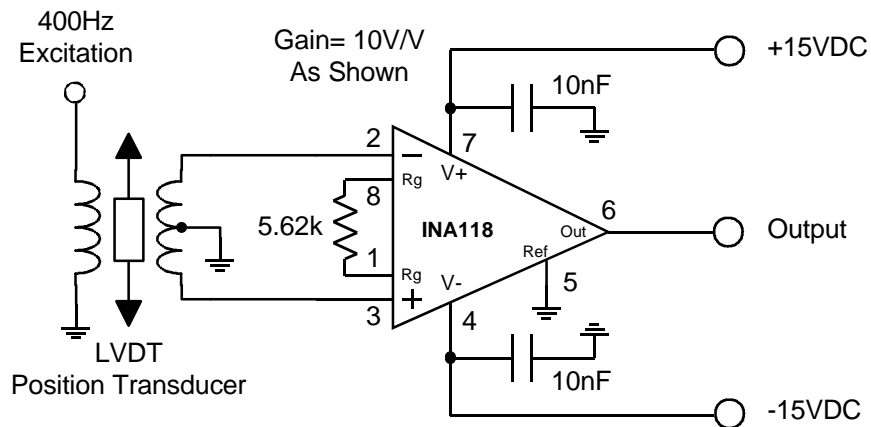 400Hz
Excitation
Gain= 10V/V
As Shown
+15VDC
10nF
2
7
V+
8
Rg
5.62k
INA118
6
Out
Output
1
Rg
Ref
5
V-
3
4
LVDT
Position Transducer
10nF
-15VDC